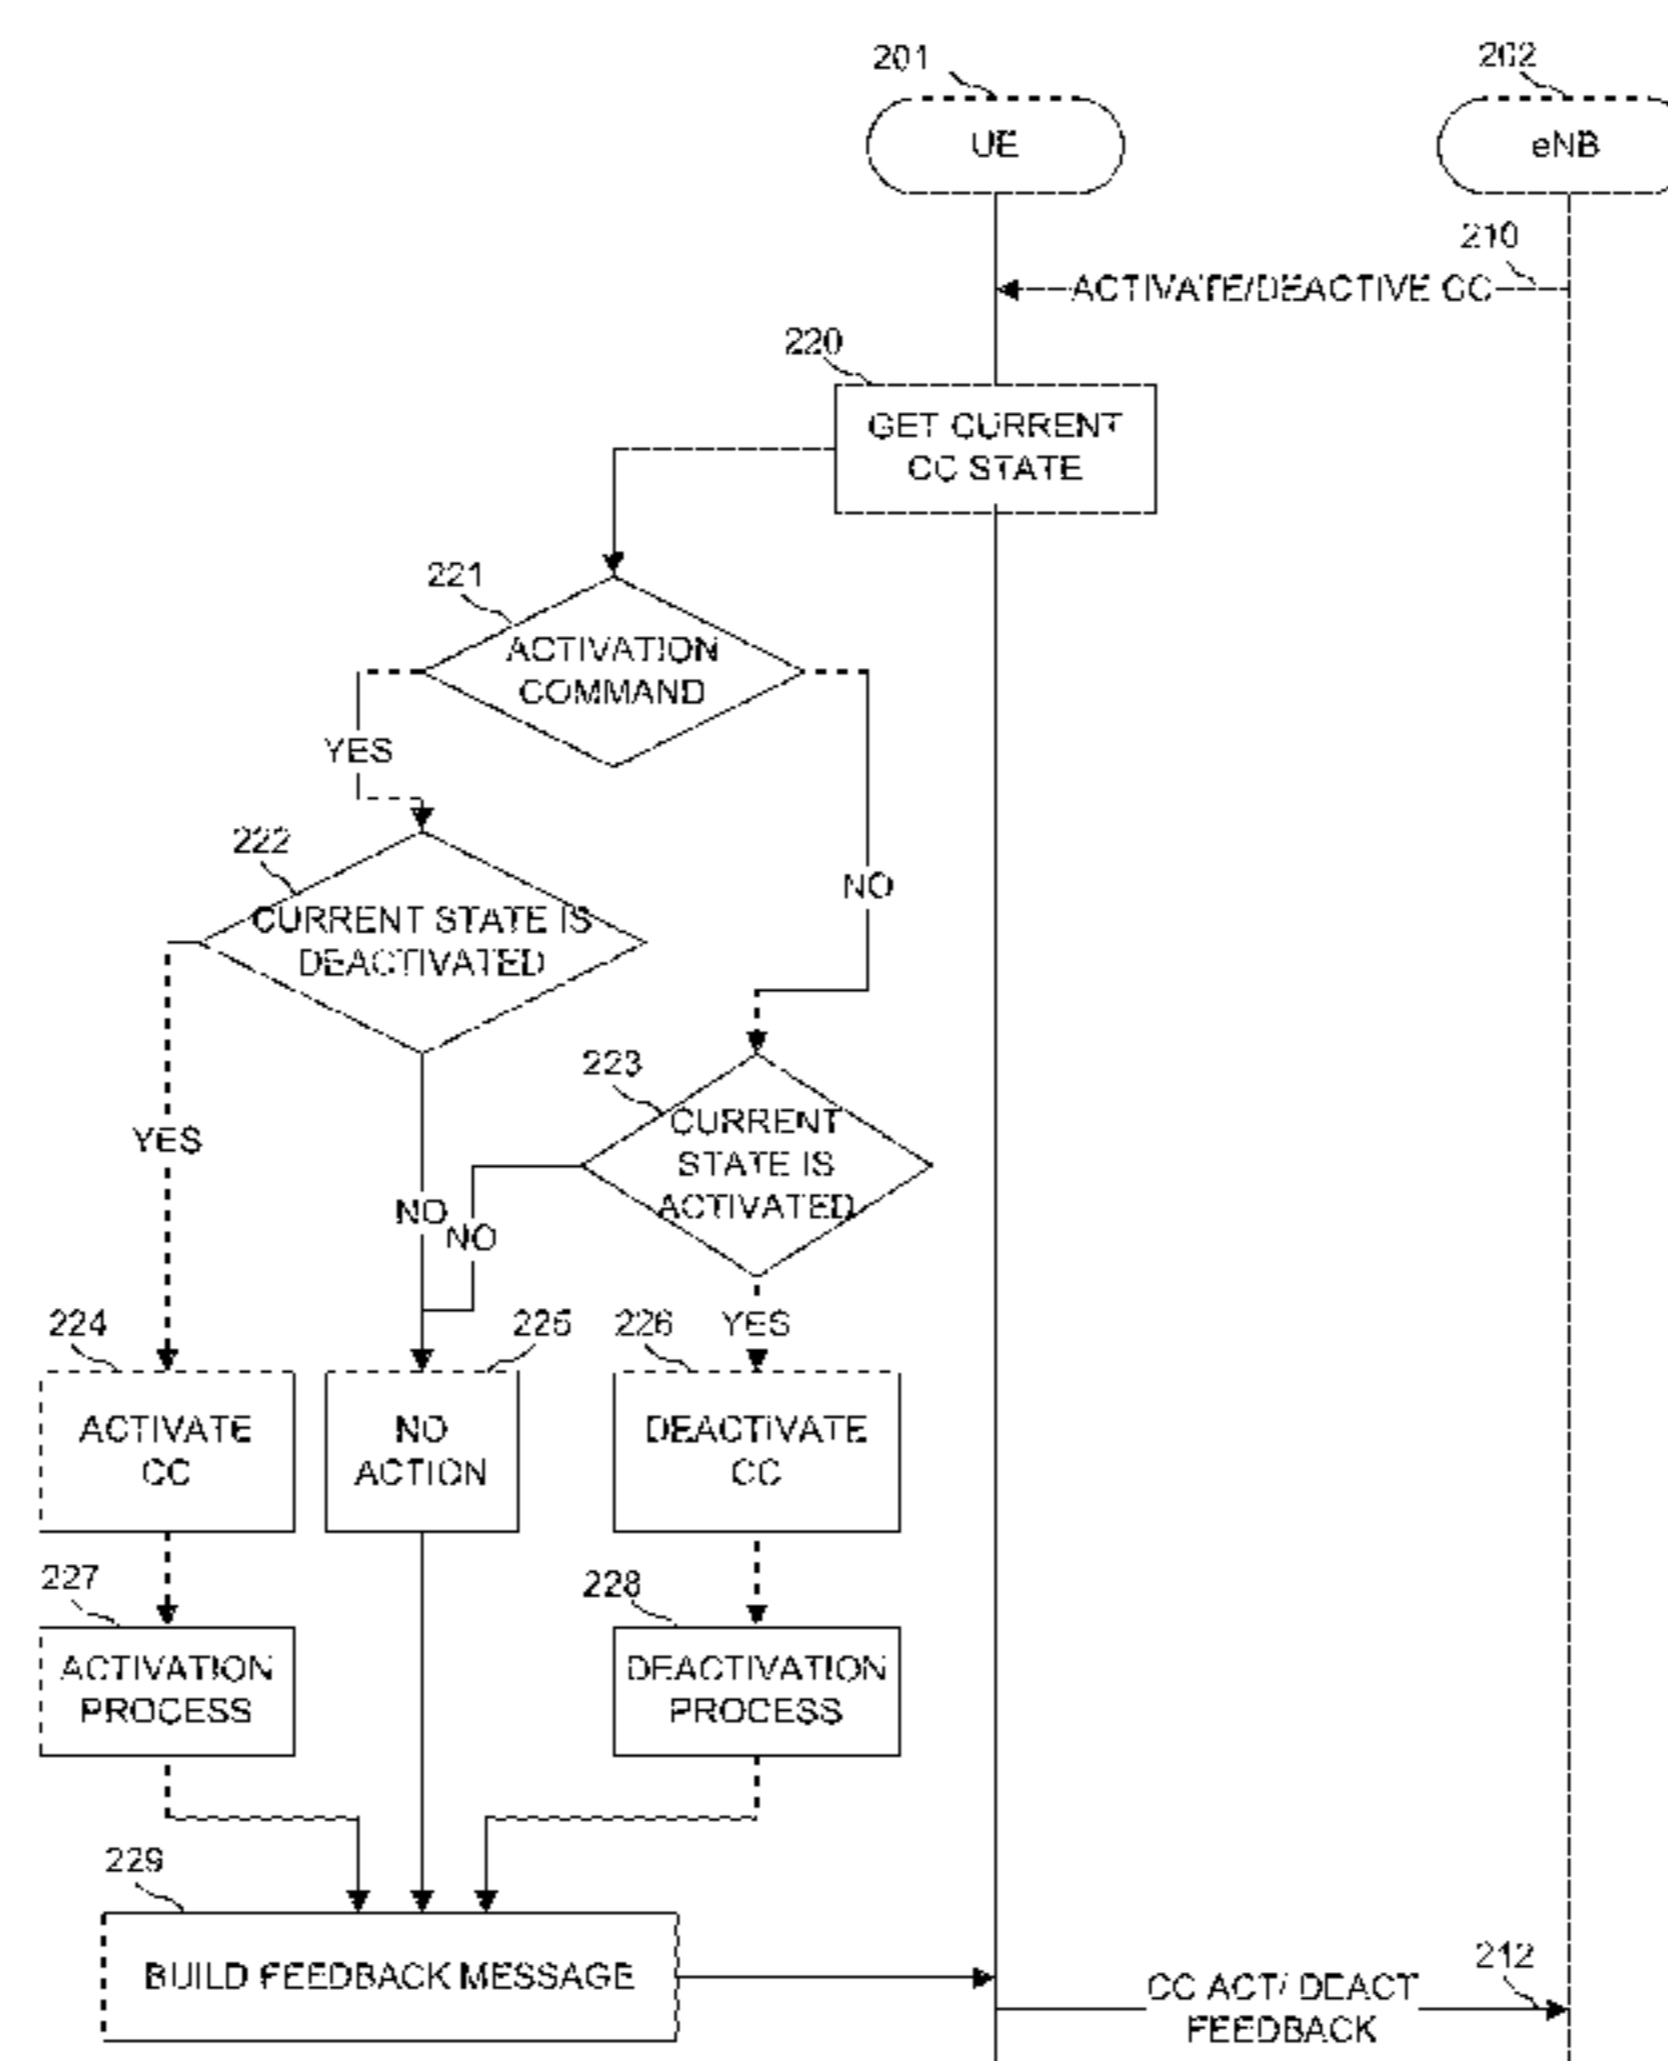 201
202
UE
eNB
210
ACTIVATE/DEACTIVE CC
220
GET CURRENT
CC STATE
221
ACTIVATION
COMMAND
YES
222
NO
CURRENT STATE IS
DEACTIVATED
223
CURRENT
STATE IS
ACTIVATED
YES
NO
NO
224
225
226
YES
ACTIVATE
CC
NO
ACTION
DEACTIVATE
CC
227
228
ACTIVATION
PROCESS
DEACTIVATION
PROCESS
229
BUILD FEEDBACK MESSAGE
212
CC ACT/ DEACT
FEEDBACK